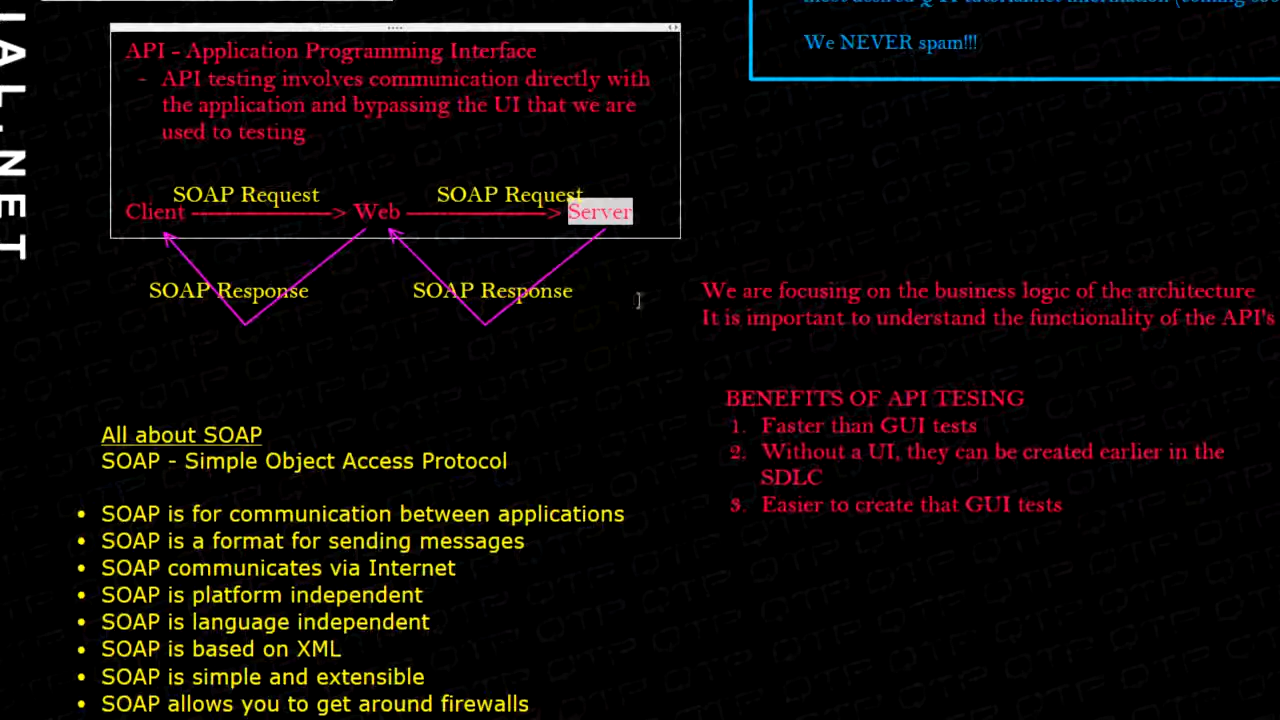 IAL.NET
API - Application Programming Interface
- API testing involves communication directly with
the application and bypassing the UI that we are
used to testing
SOAP Request SOAP Request
Client ————> Web ————> Server
SOAP Response SOAP Response
All about SOAP
SOAP - Simple Object Access Protocol
• SOAP is for communication between applications
• SOAP is a format for sending messages
• SOAP communicates via Internet
• SOAP is platform independent
• SOAP is language independent
• SOAP is based on XML
• SOAP is simple and extensible
• SOAP allows you to get around firewalls
We NEVER spam!!!
We are focusing on the business logic of the architecture
It is important to understand the functionality of the API's
BENEFITS OF API TESING
1. Faster than GUI tests
2. Without a UI, they can be created earlier in the
SDLC
3. Easier to create that GUI tests